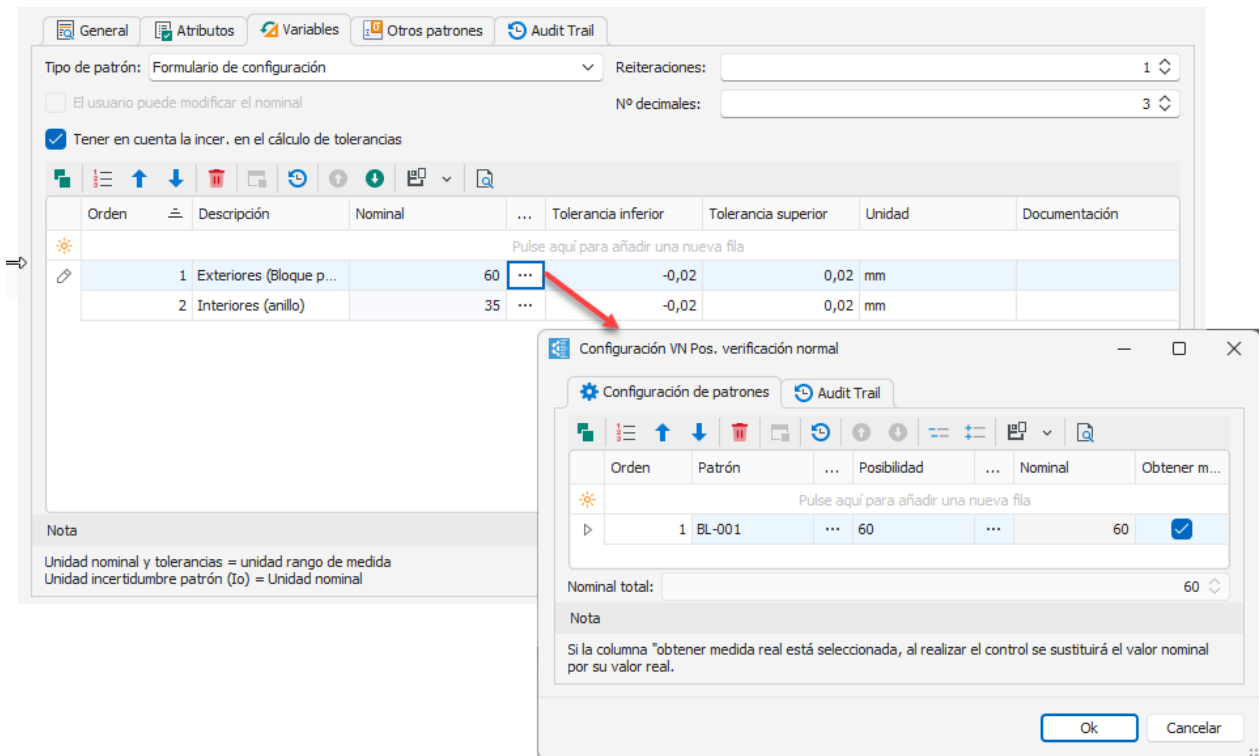 General Atributos Variables Otros patrones Audit Trail
Tipo de patrón: Formulario de configuración Reiteraciones: 1
El usuario puede modificar el nominal Nº decimales: 3
Tener en cuenta la incer. en el cálculo de tolerancias
Orden Descripción Nominal ... Tolerancia inferior Tolerancia superior Unidad Documentación
Pulse aquí para añadir una nueva fila
1 Exteriores (Bloque p... 60 ... -0,02 0,02 mm
2 Interiores (anillo) 35 ... -0,02 0,02 mm
Nota
Unidad nominal y tolerancias = unidad rango de medida
Unidad incertidumbre patrón (Io) = Unidad nominal
Configuración VN Pos. verificación normal
Configuración de patrones Audit Trail
Orden Patrón ... Posibilidad ... Nominal Obtener m...
Pulse aquí para añadir una nueva fila
1 BL-001 ... 60 ... 60
Nominal total: 60
Nota
Si la columna "obtener medida real está seleccionada, al realizar el control se sustituirá el valor nominal
por su valor real.
Ok Cancelar